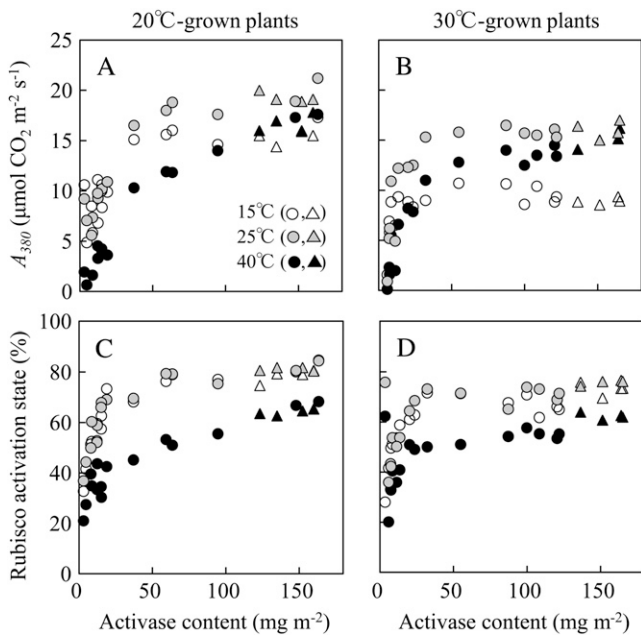 20℃-grown plants
30℃-grown plants
A₃₈₀ (µmol CO₂ m⁻² s⁻¹)
25
20
15
10
5
0
A
15℃ (○,△)
25℃ (●,▲)
40℃ (●,▲)
B
Rubisco activation state (%)
100
80
60
40
20
0
C
D
0
50
100
150
0
50
100
150
Activase content (mg m⁻²)
Activase content (mg m⁻²)